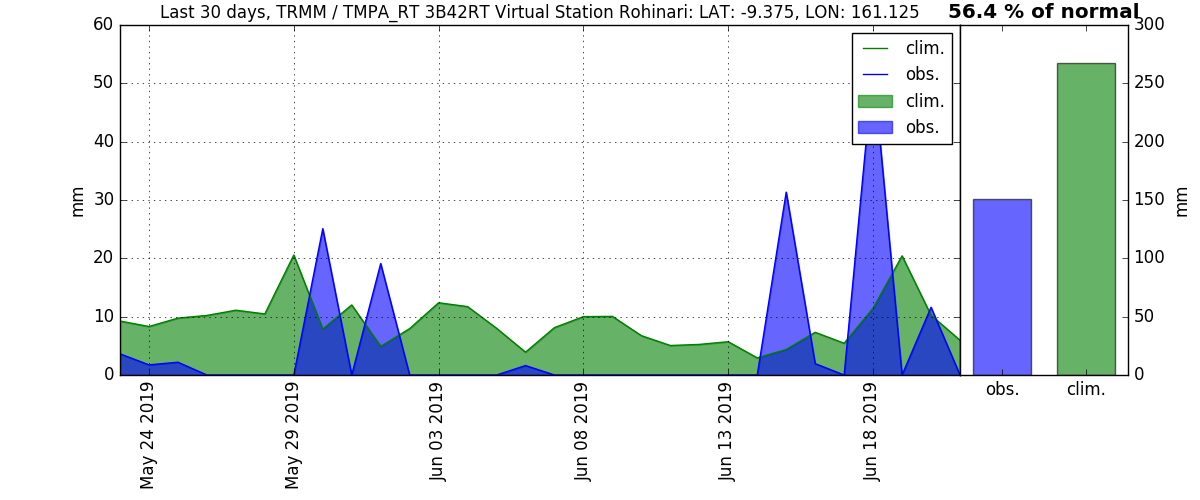 Last 30 days, TRMM / TMPA_RT 3B42RT Virtual Station Rohinari: LAT: -9.375, LON: 161.125
56.4 % of normal
60
50
40
30
20
10
0
mm
clim.
obs.
clim.
obs.
May 24 2019
May 29 2019
Jun 03 2019
Jun 08 2019
Jun 13 2019
Jun 18 2019
300
250
200
150
100
50
0
mm
obs.
clim.